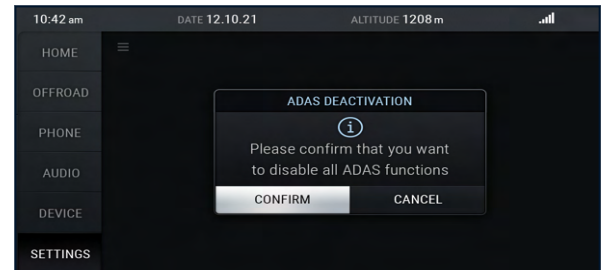 10:42 am DATE 12.10.21 ALTITUDE 1208 m
HOME
OFFROAD
PHONE
AUDIO
DEVICE
SETTINGS
ADAS DEACTIVATION
Please confirm that you want
to disable all ADAS functions
CONFIRM CANCEL